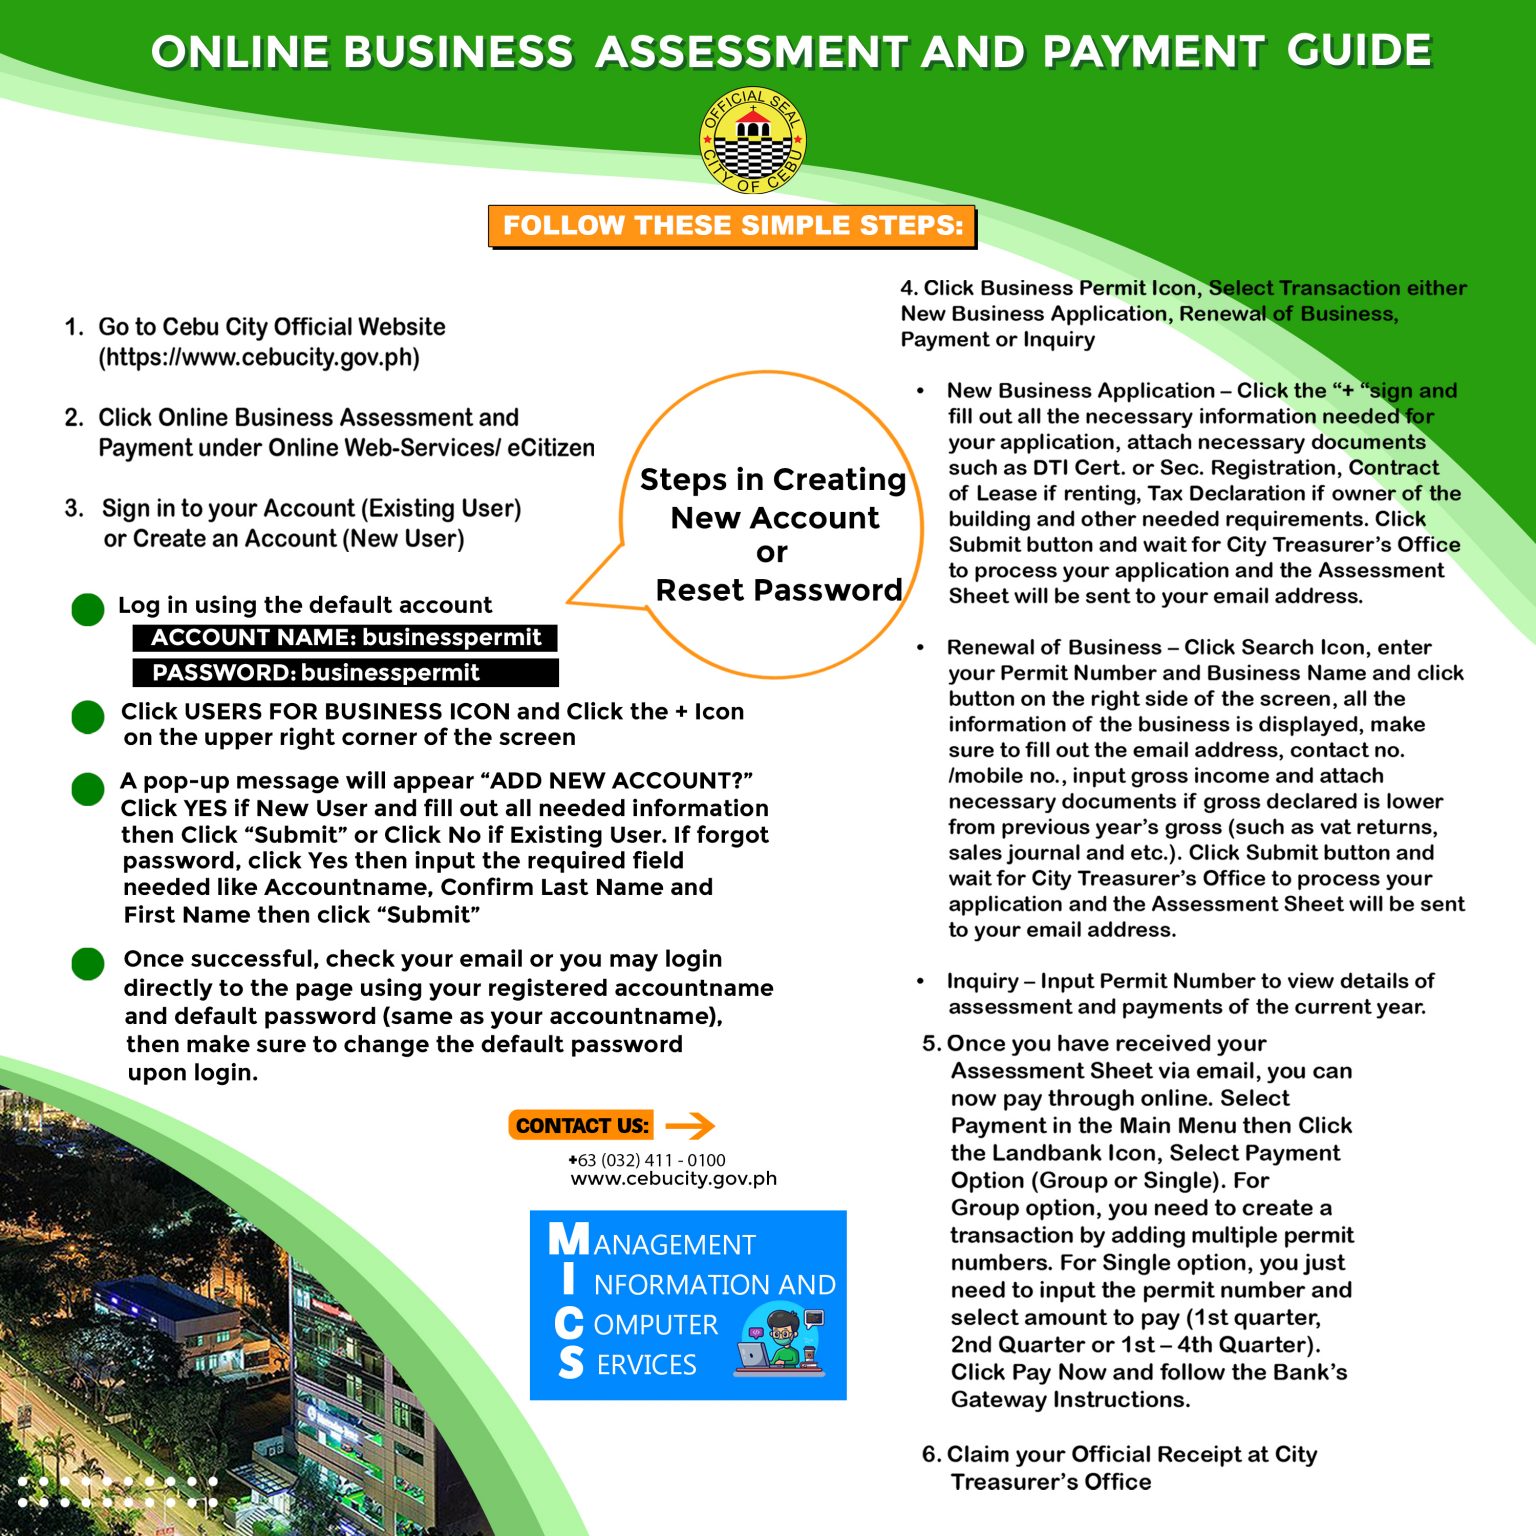 ONLINE BUSINESS ASSESSMENT AND PAYMENT GUIDE
OFFICIAL SEAL
CITY OF CEBU
FOLLOW THESE SIMPLE STEPS:
1. Go to Cebu City Official Website
(https://www.cebucity.gov.ph)
2. Click Online Business Assessment and
Payment under Online Web-Services/ eCitizen
3. Sign in to your Account (Existing User)
or Create an Account (New User)
Steps in Creating
New Account
or
Reset Password
Log in using the default account
ACCOUNT NAME: businesspermit
PASSWORD: businesspermit
Click USERS FOR BUSINESS ICON and Click the + Icon
on the upper right corner of the screen
A pop-up message will appear “ADD NEW ACCOUNT?”
Click YES if New User and fill out all needed information
then Click “Submit” or Click No if Existing User. If forgot
password, click Yes then input the required field
needed like Accountname, Confirm Last Name and
First Name then click “Submit”
Once successful, check your email or you may login
directly to the page using your registered accountname
and default password (same as your accountname),
then make sure to change the default password
upon login.
CONTACT US:
+63 (032) 411 - 0100
www.cebucity.gov.ph
MANAGEMENT
INFORMATION AND
COMPUTER
SERVICES
4. Click Business Permit Icon, Select Transaction either
New Business Application, Renewal of Business,
Payment or Inquiry
• New Business Application – Click the “+ “sign and
fill out all the necessary information needed for
your application, attach necessary documents
such as DTI Cert. or Sec. Registration, Contract
of Lease if renting, Tax Declaration if owner of the
building and other needed requirements. Click
Submit button and wait for City Treasurer’s Office
to process your application and the Assessment
Sheet will be sent to your email address.
• Renewal of Business – Click Search Icon, enter
your Permit Number and Business Name and click
button on the right side of the screen, all the
information of the business is displayed, make
sure to fill out the email address, contact no.
/mobile no., input gross income and attach
necessary documents if gross declared is lower
from previous year’s gross (such as vat returns,
sales journal and etc.). Click Submit button and
wait for City Treasurer’s Office to process your
application and the Assessment Sheet will be sent
to your email address.
• Inquiry – Input Permit Number to view details of
assessment and payments of the current year.
5. Once you have received your
Assessment Sheet via email, you can
now pay through online. Select
Payment in the Main Menu then Click
the Landbank Icon, Select Payment
Option (Group or Single). For
Group option, you need to create a
transaction by adding multiple permit
numbers. For Single option, you just
need to input the permit number and
select amount to pay (1st quarter,
2nd Quarter or 1st – 4th Quarter).
Click Pay Now and follow the Bank’s
Gateway Instructions.
6. Claim your Official Receipt at City
Treasurer’s Office